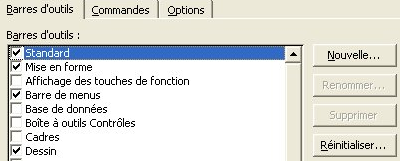 Barres d'outils Commandes Options
Barres d'outils :
Standard
Mise en forme
Affichage des touches de fonction
Barre de menus
Base de données
Boîte à outils Contrôles
Cadres
Dessin
Nouvelle...
Renommer...
Supprimer
Réinitialiser...